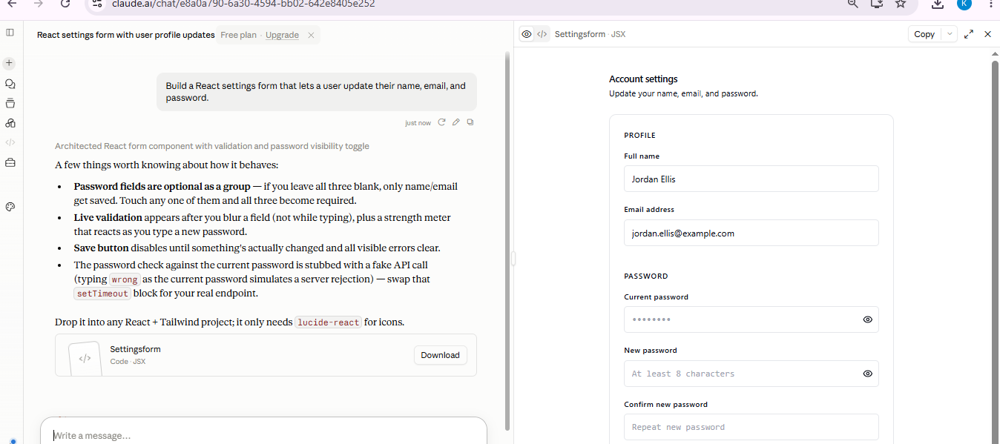 claude.ai/chat/e8a0a790-6a30-4594-bb02-642e8405e252
K
React settings form with user profile updates
Free plan · Upgrade
Build a React settings form that lets a user update their name, email, and
password.
just now
Architected React form component with validation and password visibility toggle
A few things worth knowing about how it behaves:
• Password fields are optional as a group — if you leave all three blank, only name/email
get saved. Touch any one of them and all three become required.
• Live validation appears after you blur a field (not while typing), plus a strength meter
that reacts as you type a new password.
• Save button disables until something's actually changed and all visible errors clear.
• The password check against the current password is stubbed with a fake API call
(typing wrong as the current password simulates a server rejection) — swap that
setTimeout block for your real endpoint.
Drop it into any React + Tailwind project; it only needs lucide-react for icons.
Settingsform
Code · JSX
Download
Write a message...
Settingsform · JSX
Copy
Account settings
Update your name, email, and password.
PROFILE
Full name
Jordan Ellis
Email address
jordan.ellis@example.com
PASSWORD
Current password
••••••••
New password
At least 8 characters
Confirm new password
Repeat new password